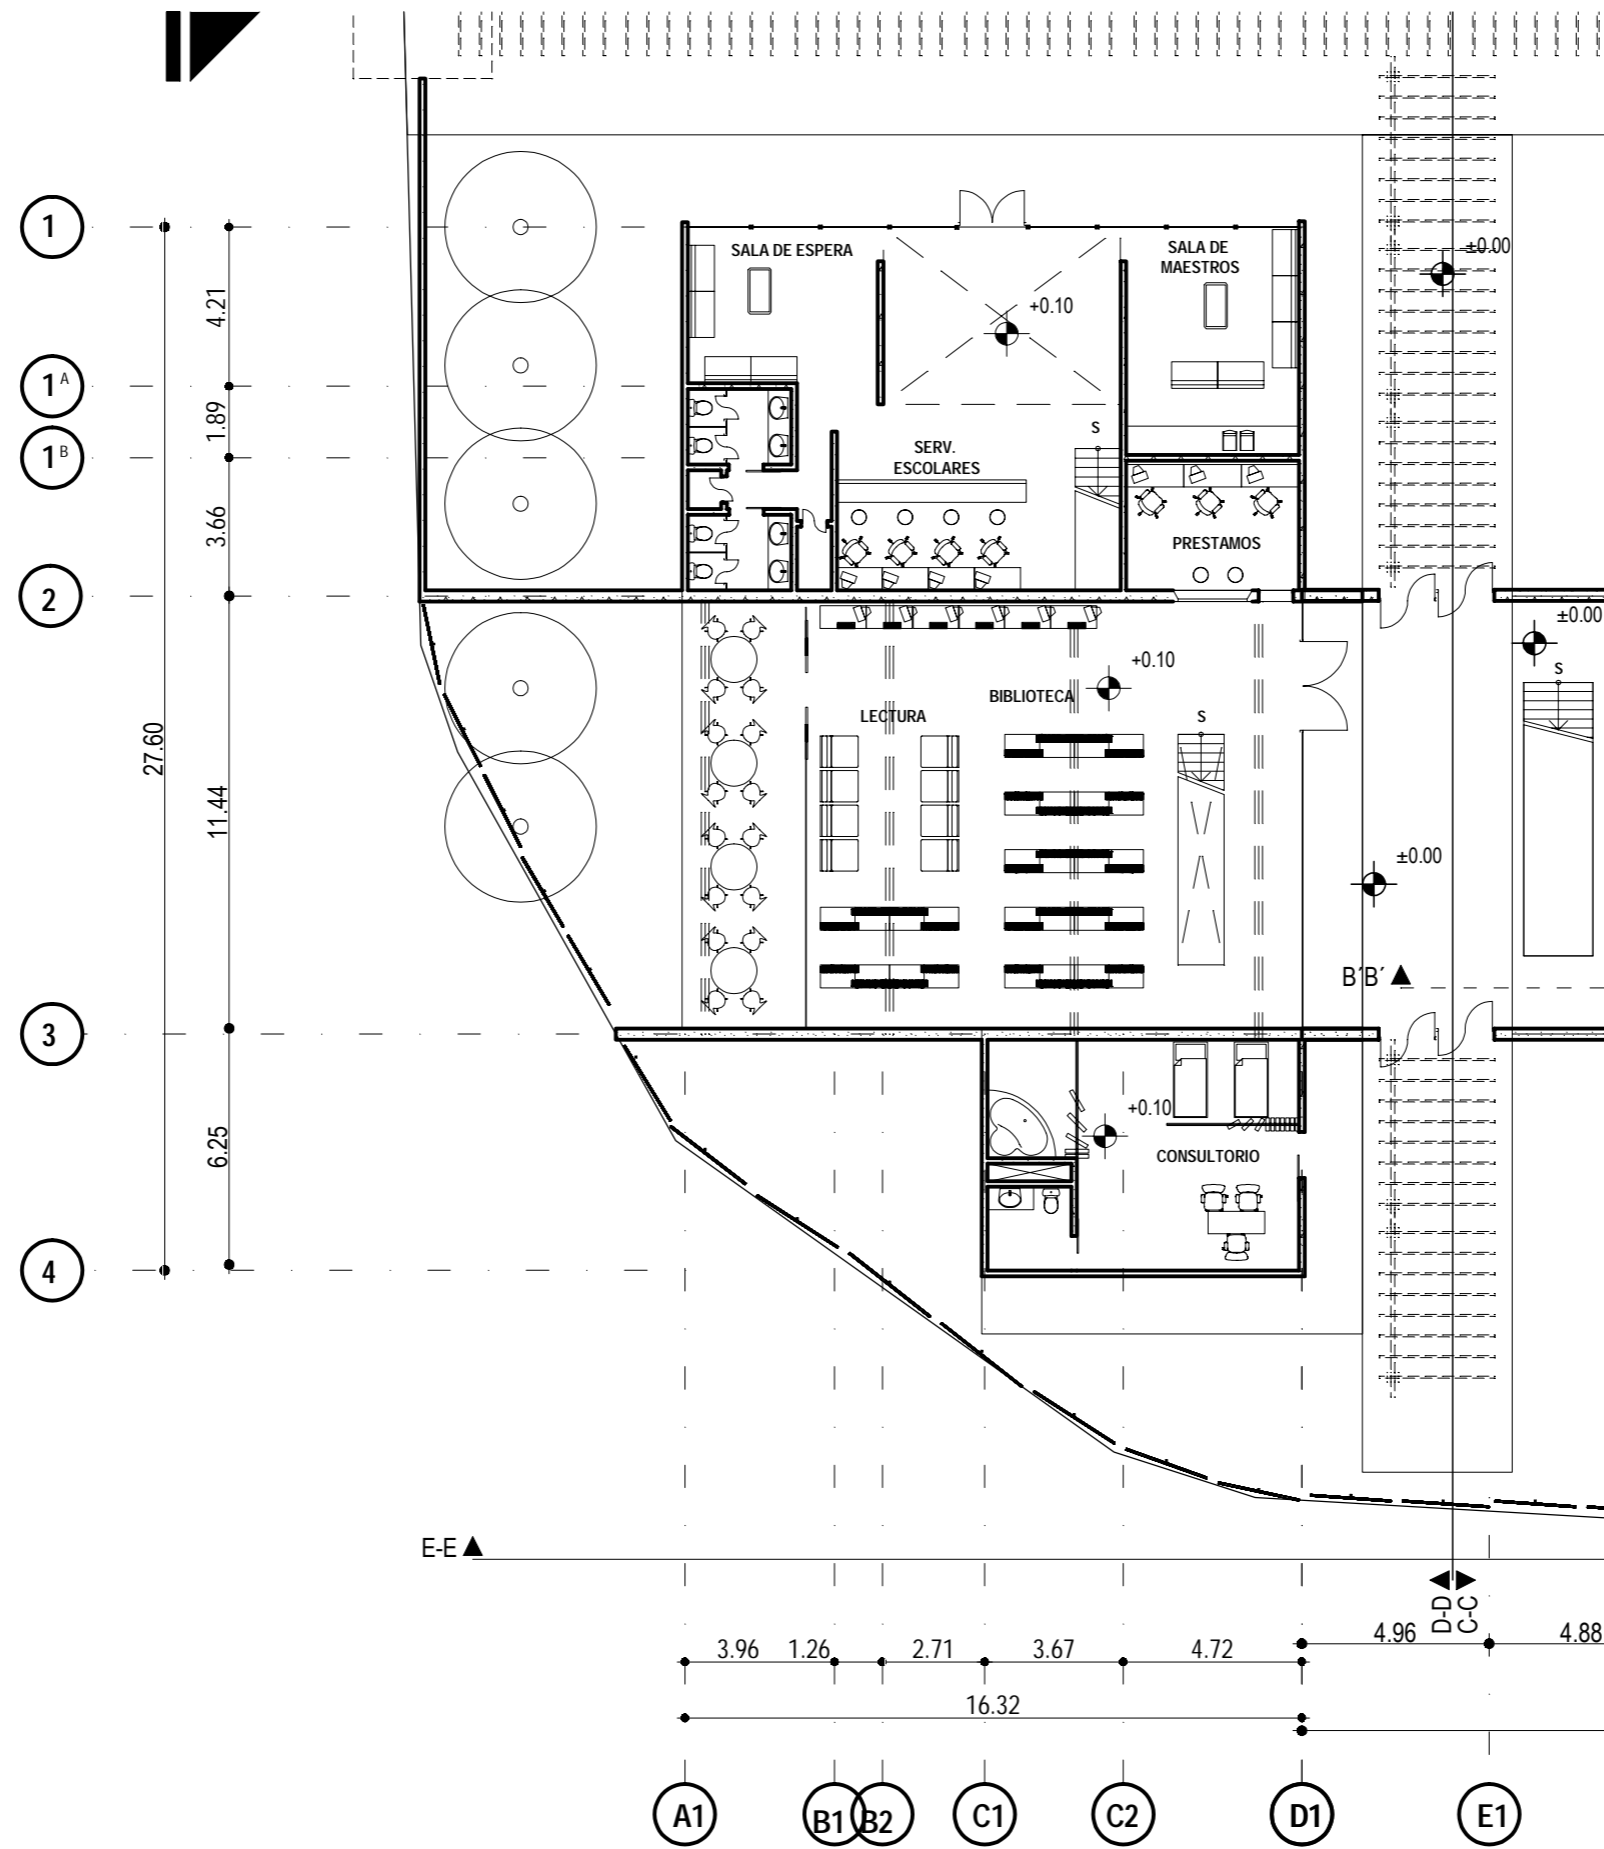 1
SALA DE ESPERA
SALA DE
MAESTROS
±0.00
+0.10
4.21
1A
1.89
1B
S
SERV.
ESCOLARES
3.66
PRESTAMOS
2
±0.00
+0.10
S
BIBLIOTECA
LECTURA
S
27.60
11.44
±0.00
B'B'
3
+0.10
6.25
CONSULTORIO
4
E-E
D-D
C-C
3.96
1.26
2.71
3.67
4.72
4.96
4.88
16.32
A1
B1
B2
C1
C2
D1
E1